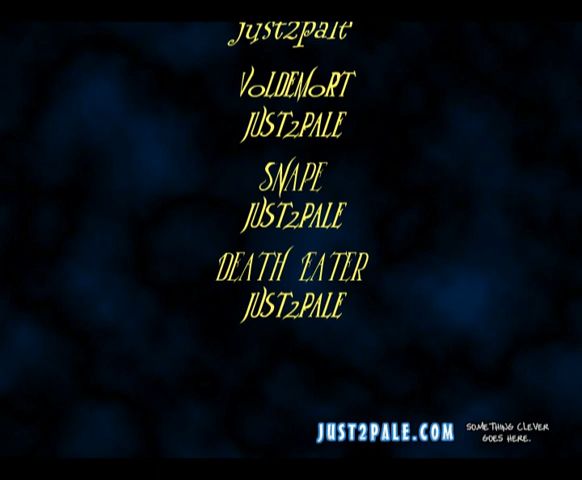 just2pale
VOLDEMORT
JUST2PALE
SNAPE
JUST2PALE
DEATH EATER
JUST2PALE
JUST2PALE.COM
SOMETHING CLEVER
GOES HERE.